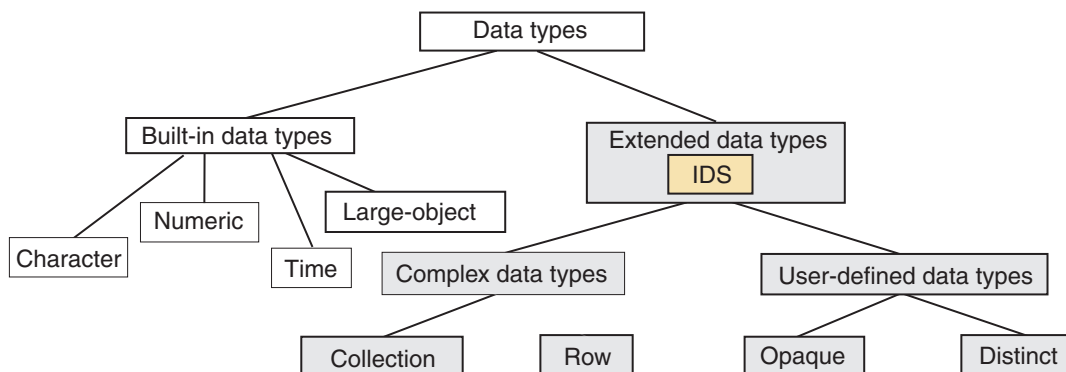 Data types
Built-in data types
Extended data types
IDS
Large-object
Numeric
Character
Time
Complex data types
User-defined data types
Collection
Row
Opaque
Distinct